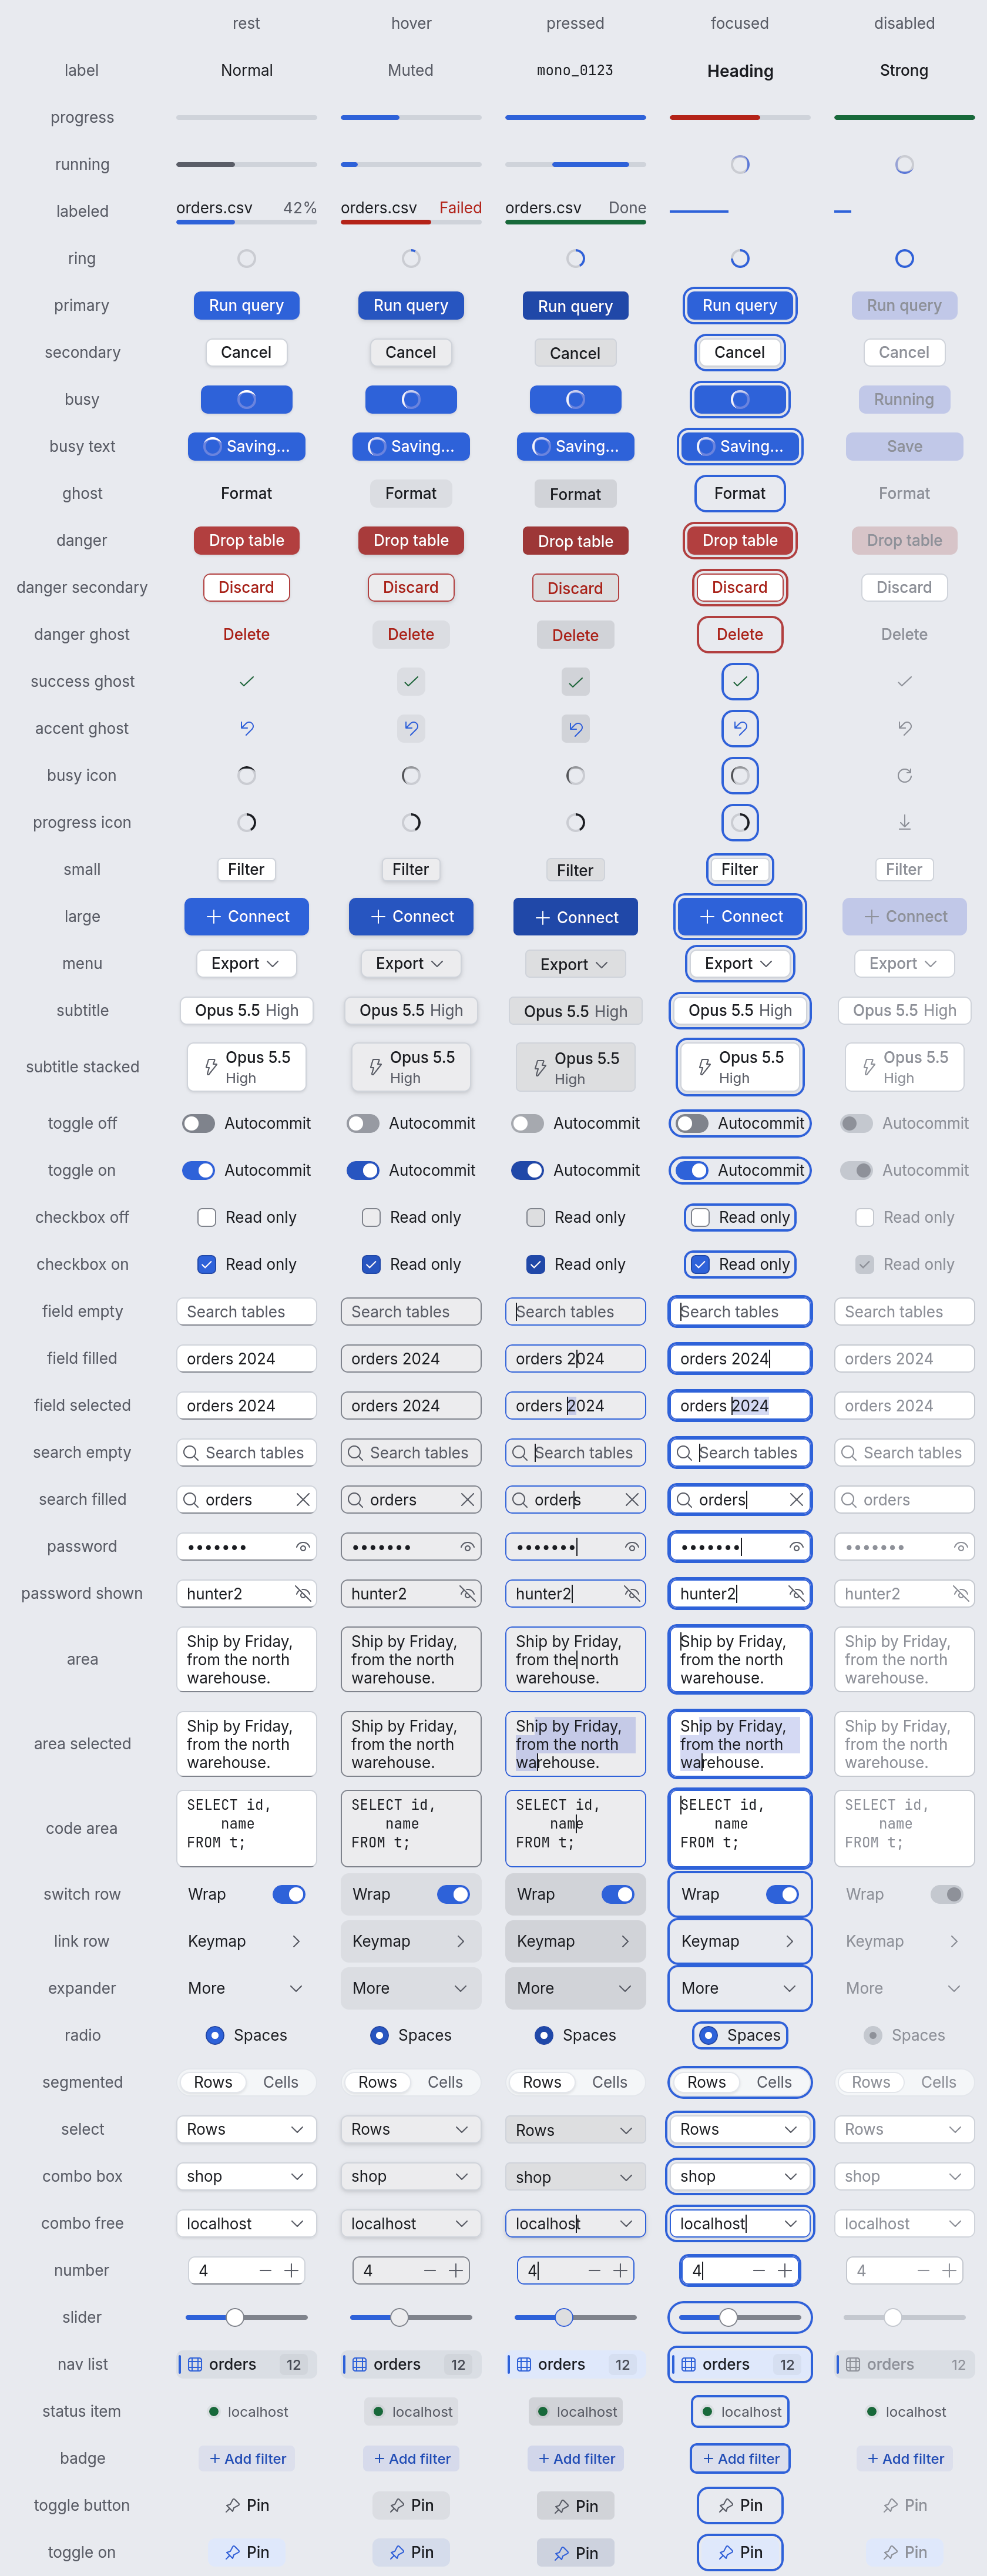 rest hover pressed focused disabled
label Normal Muted mono_0123 Heading Strong
progress
running
labeled orders.csv 42% orders.csv Failed orders.csv Done
ring
primary Run query Run query Run query Run query Run query
secondary Cancel Cancel Cancel Cancel Cancel
busy Running
busy text Saving… Saving… Saving… Saving… Save
ghost Format Format Format Format Format
danger Drop table Drop table Drop table Drop table Drop table
danger secondary Discard Discard Discard Discard Discard
danger ghost Delete Delete Delete Delete Delete
success ghost
accent ghost
busy icon
progress icon
small Filter Filter Filter Filter Filter
large Connect Connect Connect Connect Connect
menu Export Export Export Export Export
subtitle Opus 5.5 High Opus 5.5 High Opus 5.5 High Opus 5.5 High Opus 5.5 High
subtitle stacked Opus 5.5 Opus 5.5 Opus 5.5 Opus 5.5 Opus 5.5
High High High High High
toggle off Autocommit Autocommit Autocommit Autocommit Autocommit
toggle on Autocommit Autocommit Autocommit Autocommit Autocommit
checkbox off Read only Read only Read only Read only Read only
checkbox on Read only Read only Read only Read only Read only
field empty Search tables Search tables Search tables Search tables Search tables
field filled orders 2024 orders 2024 orders 2024 orders 2024 orders 2024
field selected orders 2024 orders 2024 orders 2024 orders 2024 orders 2024
search empty Search tables Search tables Search tables Search tables Search tables
search filled orders orders orders orders orders
password ••••••• ••••••• ••••••• ••••••• •••••••
password shown hunter2 hunter2 hunter2 hunter2 hunter2
area Ship by Friday, Ship by Friday, Ship by Friday, Ship by Friday, Ship by Friday,
from the north from the north from the north from the north from the north
warehouse. warehouse. warehouse. warehouse. warehouse.
area selected Ship by Friday, Ship by Friday, Ship by Friday, Ship by Friday, Ship by Friday,
from the north from the north from the north from the north from the north
warehouse. warehouse. warehouse. warehouse. warehouse.
code area SELECT id, SELECT id, SELECT id, SELECT id, SELECT id,
name name name name name
FROM t; FROM t; FROM t; FROM t; FROM t;
switch row Wrap Wrap Wrap Wrap Wrap
link row Keymap Keymap Keymap Keymap Keymap
expander More More More More More
radio Spaces Spaces Spaces Spaces Spaces
segmented Rows Cells Rows Cells Rows Cells Rows Cells Rows Cells
select Rows Rows Rows Rows Rows
combo box shop shop shop shop shop
combo free localhost localhost localhost localhost localhost
number 4 4 4 4 4
slider
nav list orders 12 orders 12 orders 12 orders 12 orders 12
status item localhost localhost localhost localhost localhost
badge + Add filter + Add filter + Add filter + Add filter + Add filter
toggle button Pin Pin Pin Pin Pin
toggle on Pin Pin Pin Pin Pin